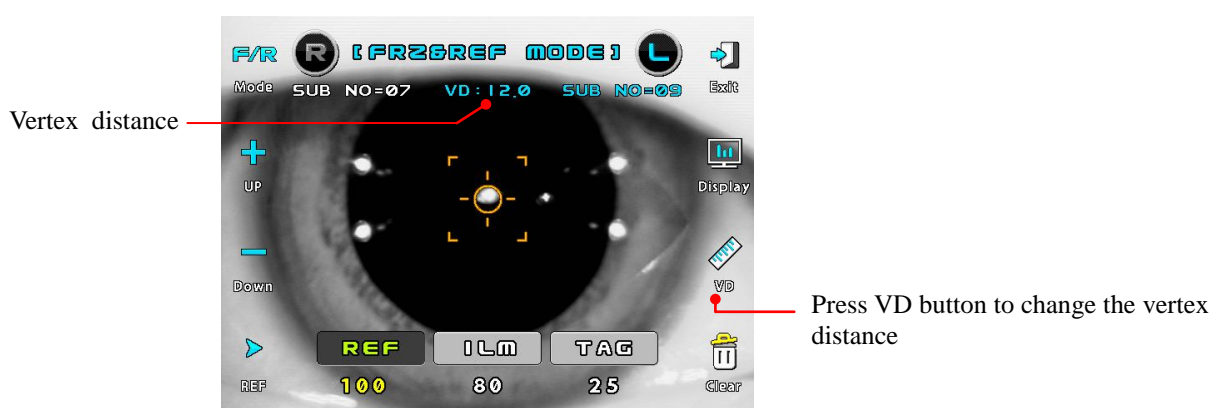 F/R
R
[FRZ&REF MODE]
L
Mode
SUB NO=07
VD:12.0
SUB NO=09
Exit
Vertex distance
UP
Display
Down
VD
Press VD button to change the vertex
distance
REF
ILM
TAG
REF
100
80
25
Clear